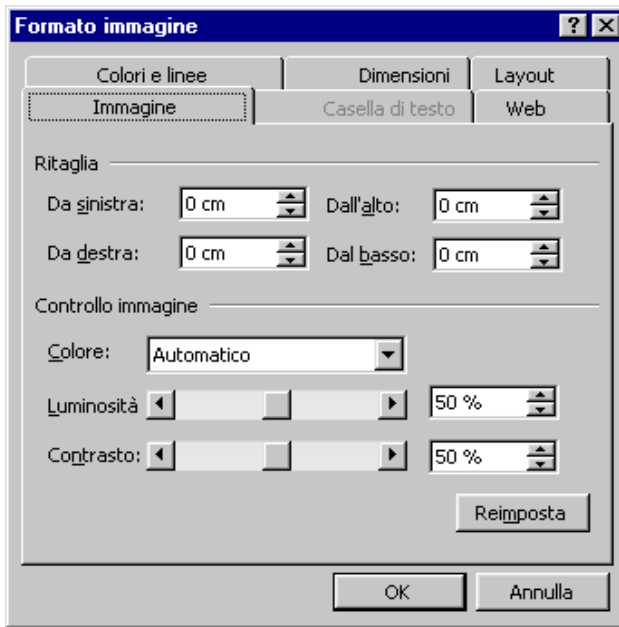 Formato immagine
Colori e linee Dimensioni Layout
Immagine Casella di testo Web
Ritaglia
Da sinistra: 0 cm Dall'alto: 0 cm
Da destra: 0 cm Dal basso: 0 cm
Controllo immagine
Colore: Automatico
Luminosità 50 %
Contrasto: 50 %
Reimposta
OK Annulla